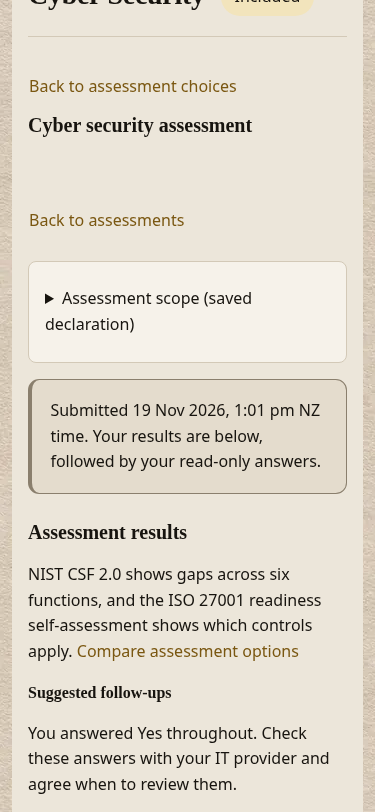 Cyber Security Included
Back to assessment choices
Cyber security assessment
Back to assessments
Assessment scope (saved
declaration)
Submitted 19 Nov 2026, 1:01 pm NZ
time. Your results are below,
followed by your read-only answers.
Assessment results
NIST CSF 2.0 shows gaps across six
functions, and the ISO 27001 readiness
self-assessment shows which controls
apply. Compare assessment options
Suggested follow-ups
You answered Yes throughout. Check
these answers with your IT provider and
agree when to review them.